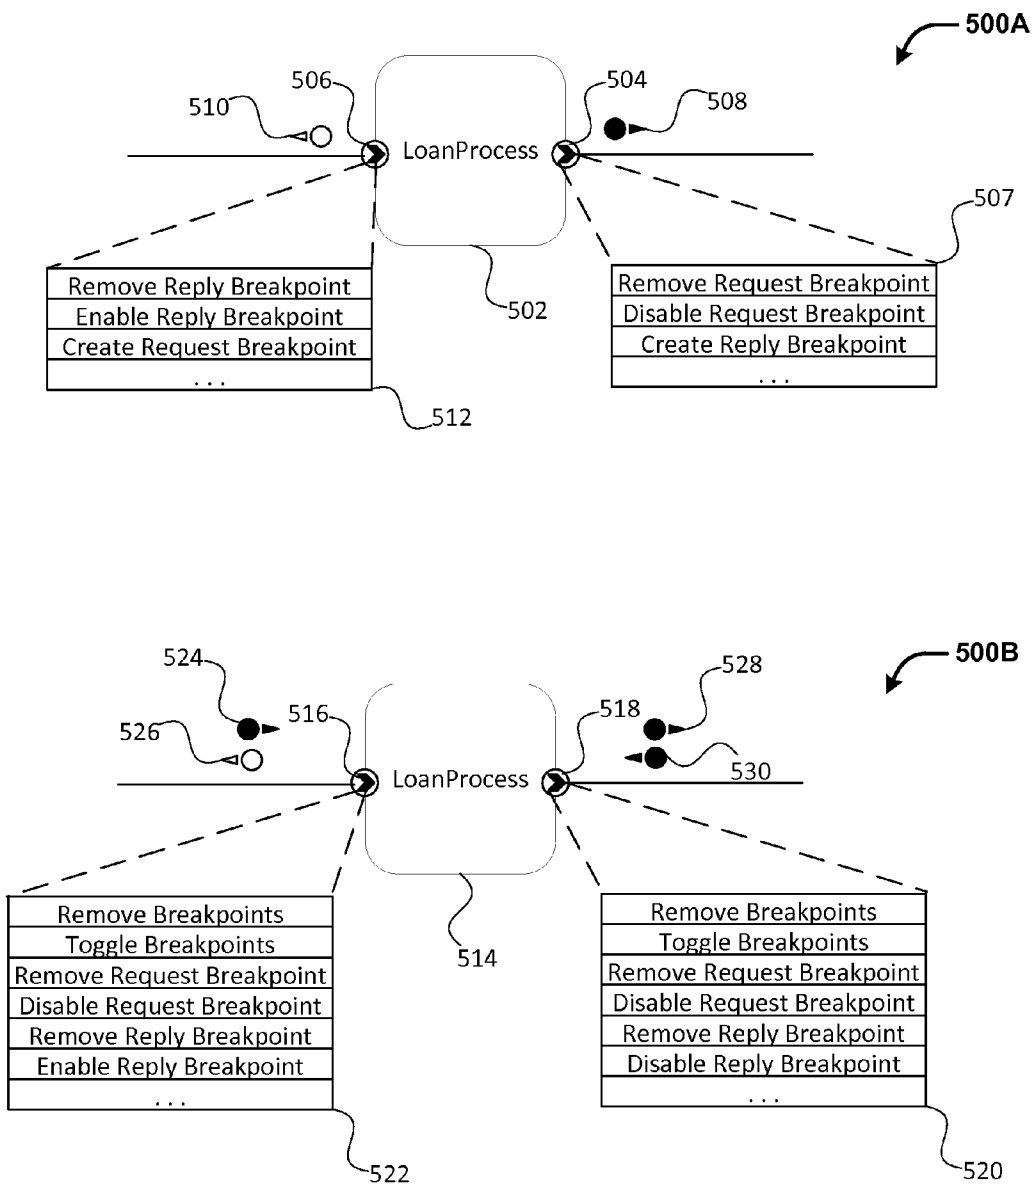 500A
506
504
510
508
LoanProcess
507
Remove Reply Breakpoint
Enable Reply Breakpoint
Create Request Breakpoint
. . .
512
502
Remove Request Breakpoint
Disable Request Breakpoint
Create Reply Breakpoint
. . .
500B
524
528
526
516
518
530
LoanProcess
Remove Breakpoints
Toggle Breakpoints
Remove Request Breakpoint
Disable Request Breakpoint
Remove Reply Breakpoint
Enable Reply Breakpoint
. . .
522
514
Remove Breakpoints
Toggle Breakpoints
Remove Request Breakpoint
Disable Request Breakpoint
Remove Reply Breakpoint
Disable Reply Breakpoint
. . .
520